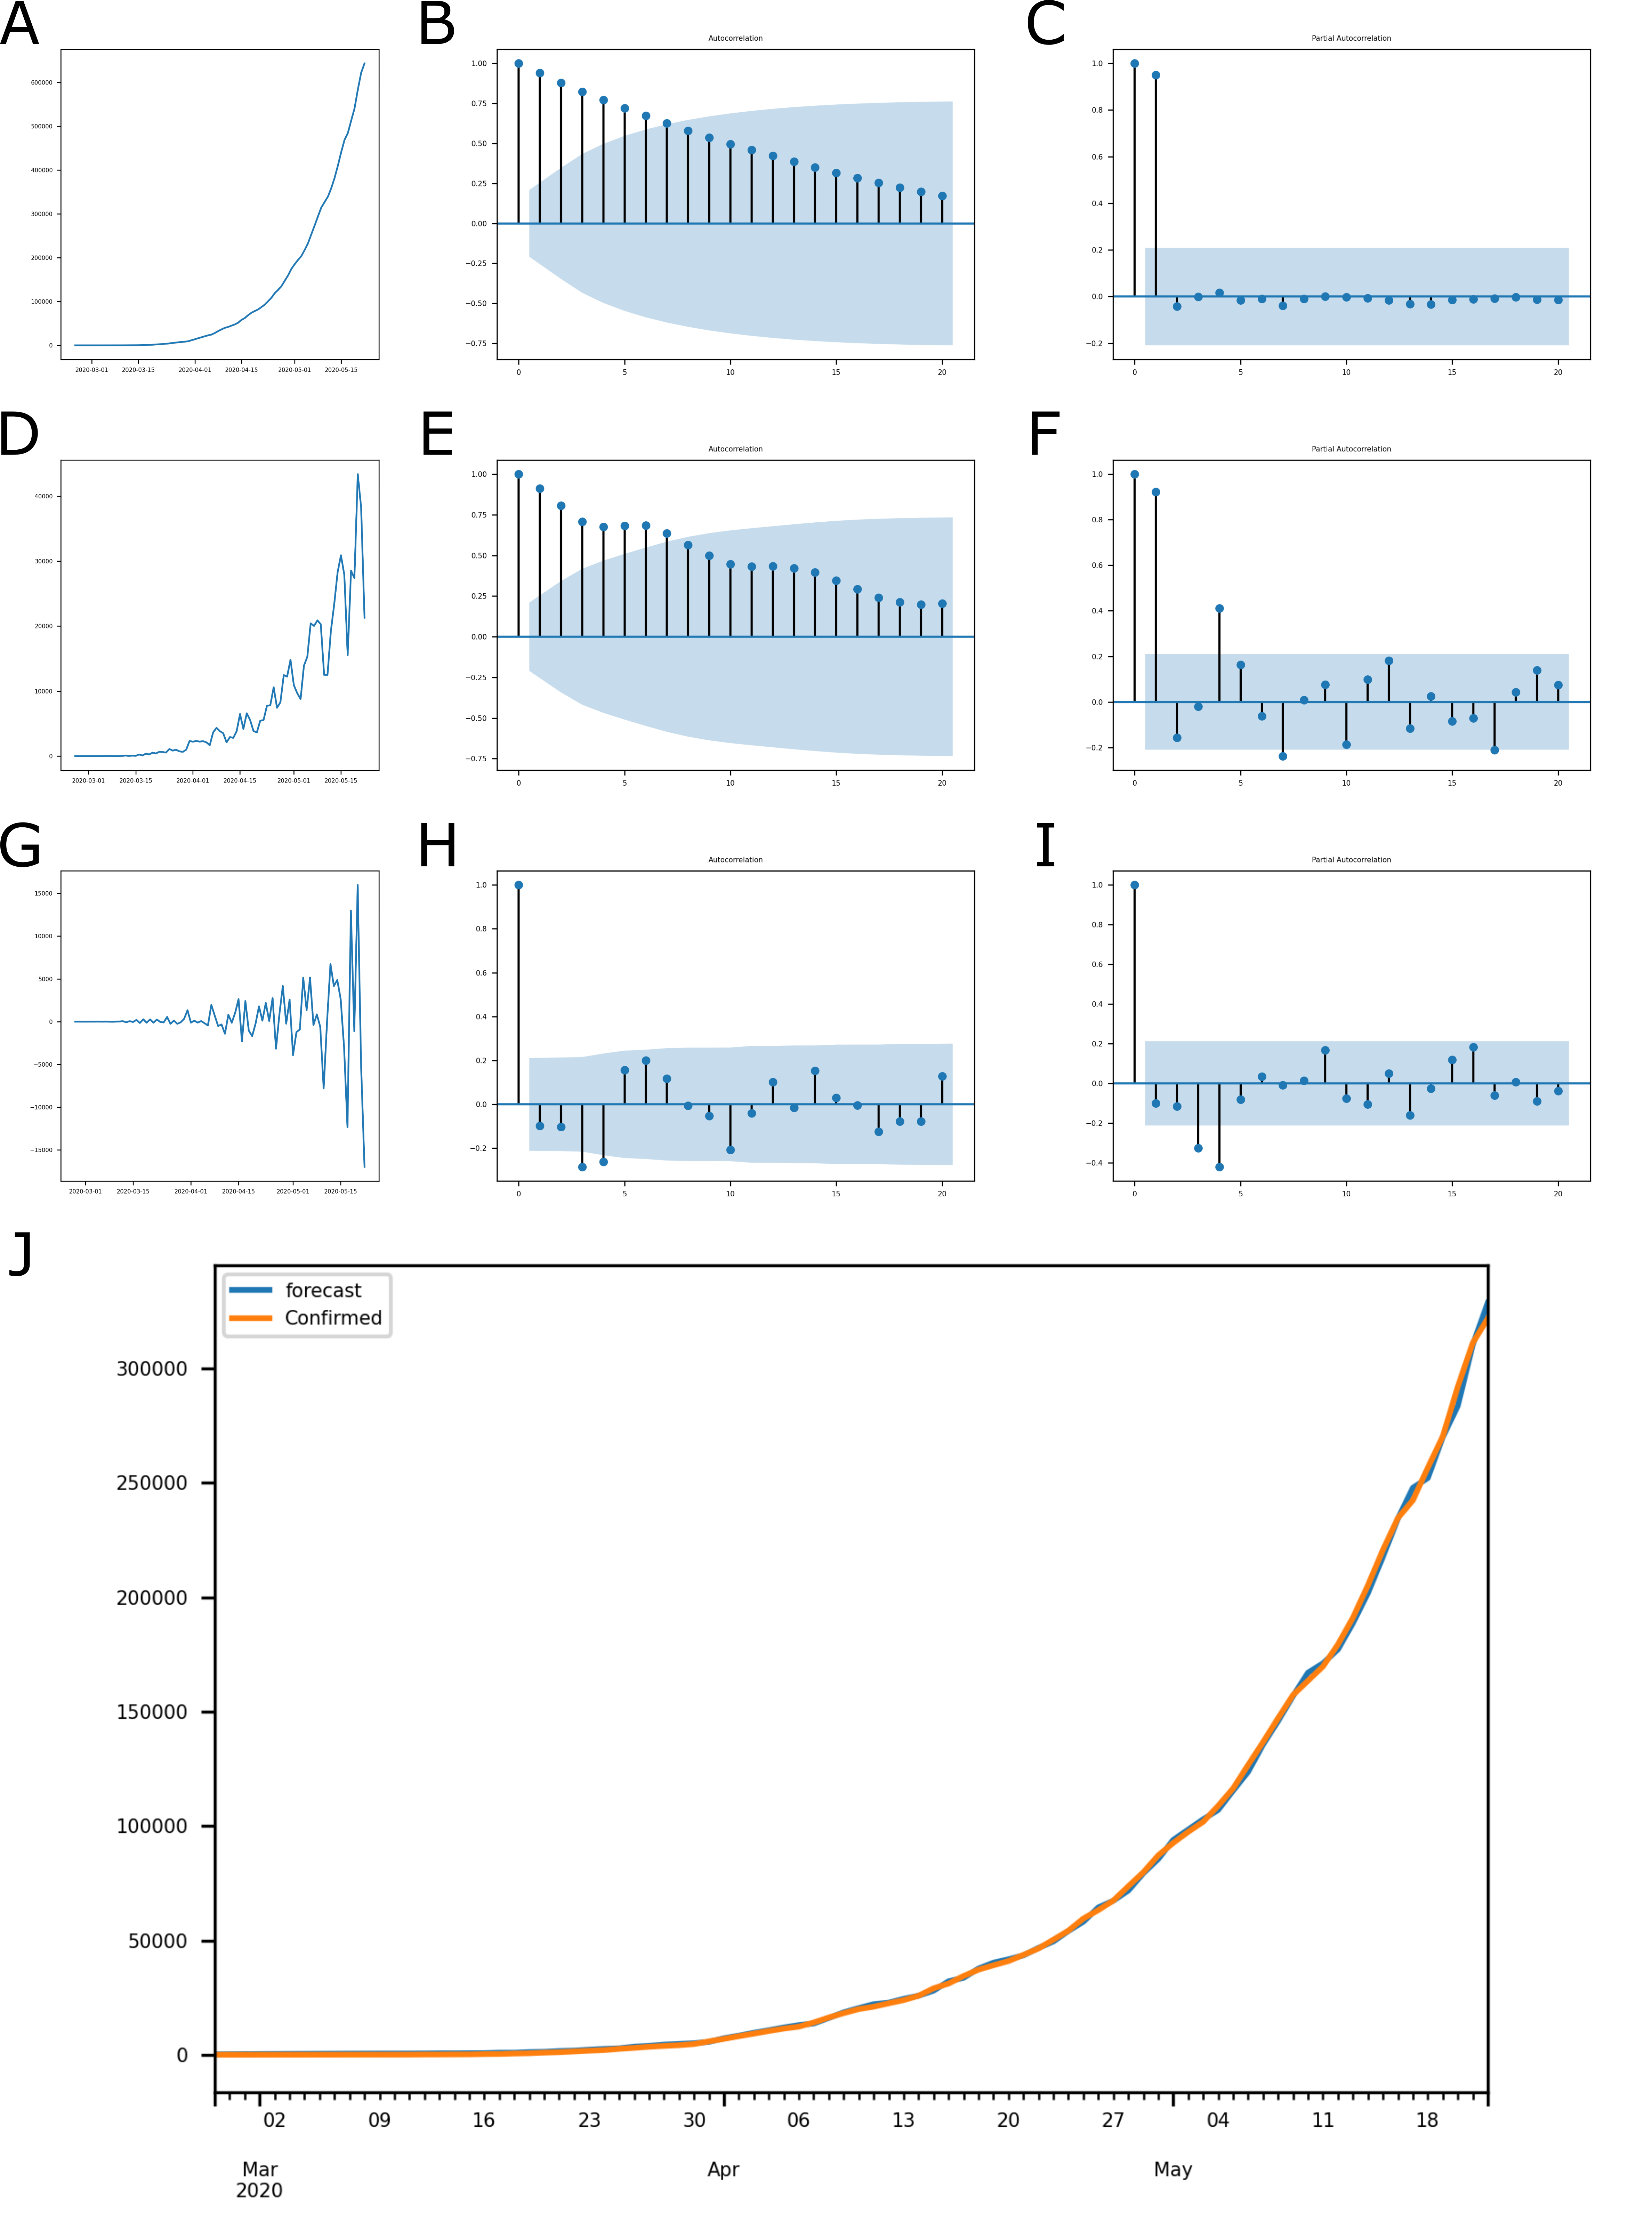 A
600000
500000
400000
300000
200000
100000
0
2020-03-01 2020-03-15 2020-04-01 2020-04-15 2020-05-01 2020-05-15
B
Autocorrelation
1.00
0.75
0.50
0.25
0.00
−0.25
−0.50
−0.75
0 5 10 15 20
C
Partial Autocorrelation
1.0
0.8
0.6
0.4
0.2
0.0
−0.2
0 5 10 15 20
D
40000
30000
20000
10000
0
2020-03-01 2020-03-15 2020-04-01 2020-04-15 2020-05-01 2020-05-15
E
Autocorrelation
1.00
0.75
0.50
0.25
0.00
−0.25
−0.50
−0.75
0 5 10 15 20
F
Partial Autocorrelation
1.0
0.8
0.6
0.4
0.2
0.0
−0.2
0 5 10 15 20
G
15000
10000
5000
0
−5000
−10000
−15000
2020-03-01 2020-03-15 2020-04-01 2020-04-15 2020-05-01 2020-05-15
H
Autocorrelation
1.0
0.8
0.6
0.4
0.2
0.0
−0.2
0 5 10 15 20
I
Partial Autocorrelation
1.0
0.8
0.6
0.4
0.2
0.0
−0.2
−0.4
0 5 10 15 20
J
forecast
Confirmed
300000
250000
200000
150000
100000
50000
0
02 09 16 23 30 06 13 20 27 04 11 18
Mar Apr May
2020